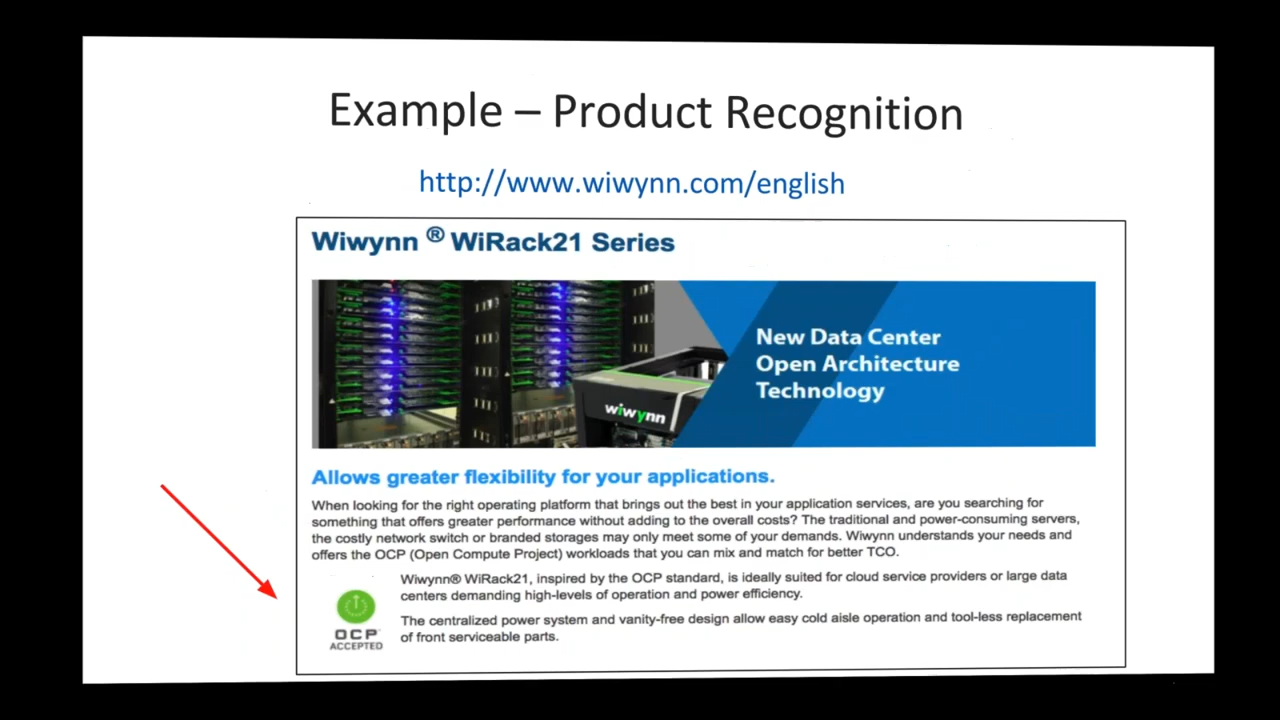 Example – Product Recognition
http://www.wiwynn.com/english
Wiwynn ® WiRack21 Series
New Data Center
Open Architecture
Technology
wiwynn
Allows greater flexibility for your applications.
When looking for the right operating platform that brings out the best in your application services, are you searching for
something that offers greater performance without adding to the overall costs? The traditional and power-consuming servers,
the costly network switch or branded storages may only meet some of your demands. Wiwynn understands your needs and
offers the OCP (Open Compute Project) workloads that you can mix and match for better TCO.
Wiwynn® WiRack21, inspired by the OCP standard, is ideally suited for cloud service providers or large data
centers demanding high-levels of operation and power efficiency.
The centralized power system and vanity-free design allow easy cold aisle operation and tool-less replacement
of front serviceable parts.
OCP™
ACCEPTED